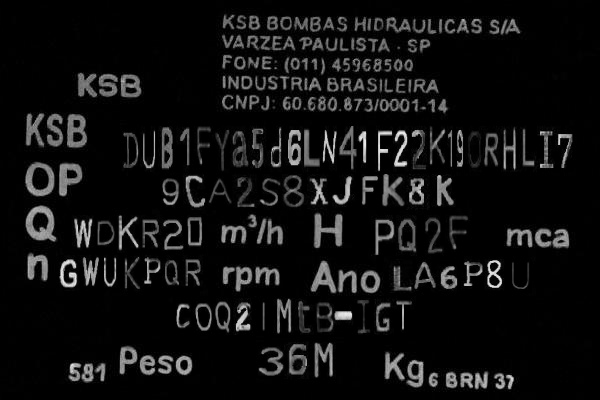 KSB BOMBAS HIDRAULICAS S/A
VARZEA PAULISTA - SP
FONE: (011) 45968500
INDUSTRIA BRASILEIRA
CNPJ: 60.680.873/0001-14
KSB
KSB DUB1FYa5d6LN41F22K190RHLI7
OP 9CA2S8XJFK8K
Q WDKR20 m³/h H PQ2F mca
n GWUKPQR rpm Ano LA6P8U
COQ2IMtB-IGT
581 Peso 36M Kg 6 BRN 37